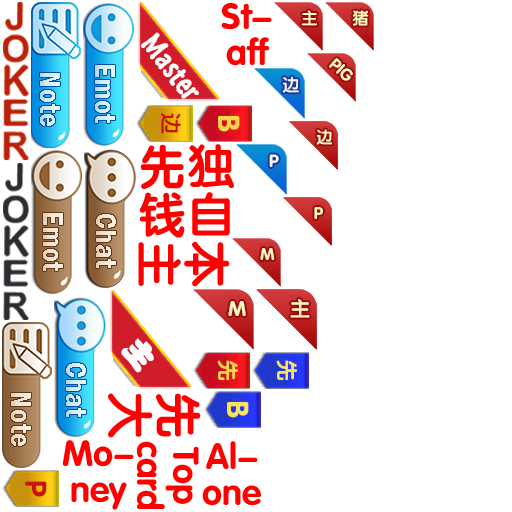 JOKER
Note
Emot
Master
St-
aff
主
猪
PIG
边
边
B
边
P
P
M
JOKER
Emot
Chat
先钱主
独自本
M
主
Note
Chat
主
先
先
B
先大
Mo-
ney
Top
card
Al-
one
P